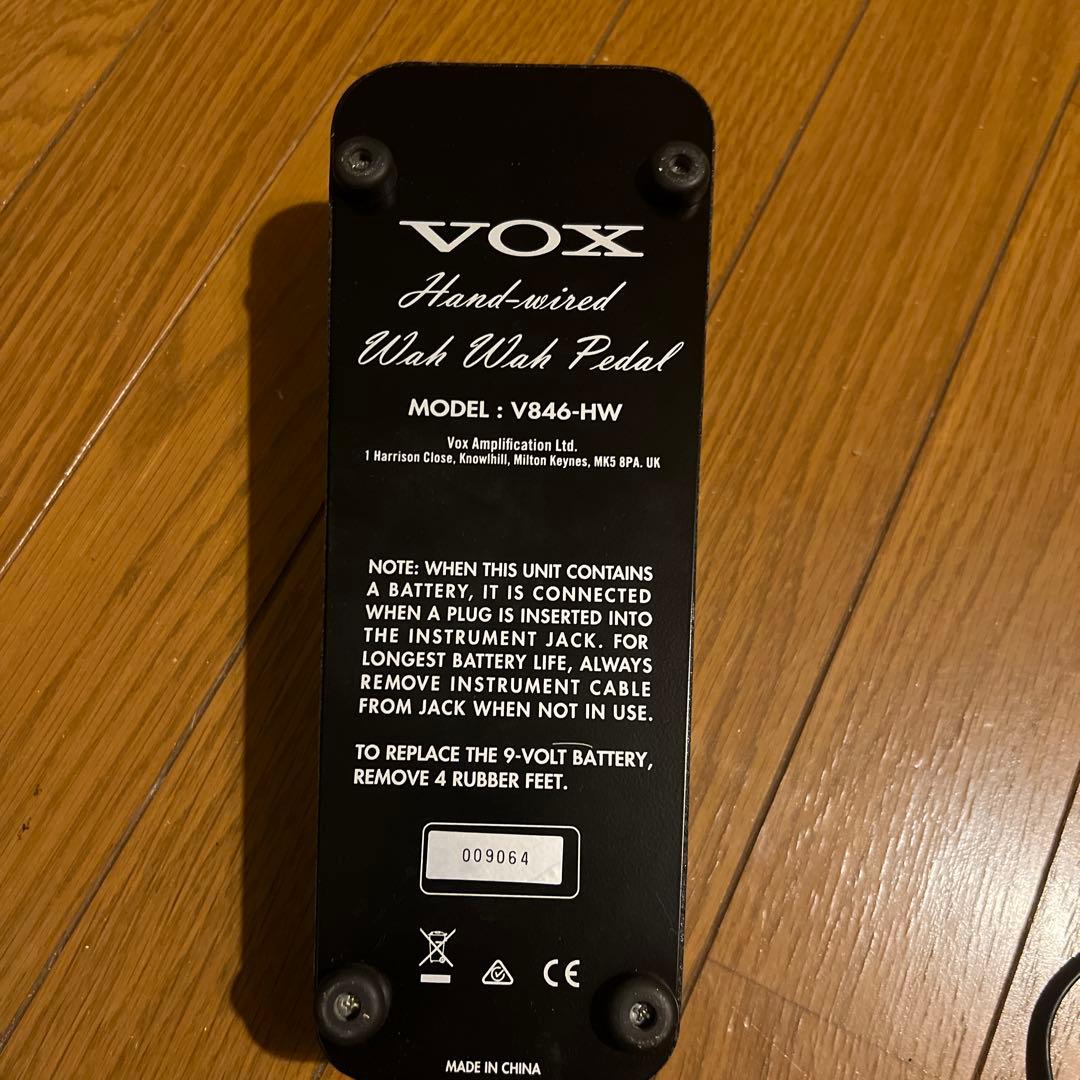 VOX
Hand-wired
Wah Wah Pedal
MODEL : V846-HW
Vox Amplification Ltd.
1 Harrison Close, Knowlhill, Milton Keynes, MK5 8PA. UK
NOTE: WHEN THIS UNIT CONTAINS
A BATTERY, IT IS CONNECTED
WHEN A PLUG IS INSERTED INTO
THE INSTRUMENT JACK. FOR
LONGEST BATTERY LIFE, ALWAYS
REMOVE INSTRUMENT CABLE
FROM JACK WHEN NOT IN USE.
TO REPLACE THE 9-VOLT BATTERY,
REMOVE 4 RUBBER FEET.
009064
CE
MADE IN CHINA